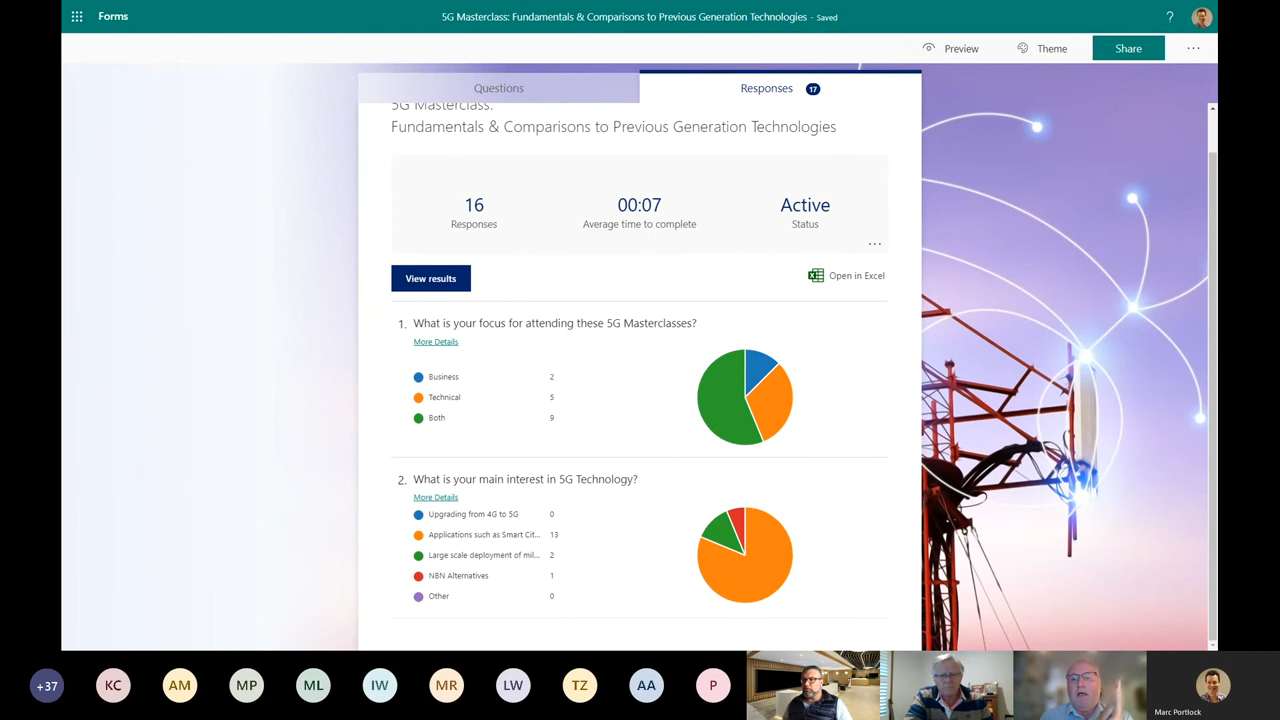 Forms
5G Masterclass: Fundamentals & Comparisons to Previous Generation Technologies - Saved
?
Preview
Theme
Share
...
Questions
Responses 17
5G Masterclass:
Fundamentals & Comparisons to Previous Generation Technologies
16
Responses
00:07
Average time to complete
Active
Status
...
View results
Open in Excel
1. What is your focus for attending these 5G Masterclasses?
More Details
Business 2
Technical 5
Both 9
2. What is your main interest in 5G Technology?
More Details
Upgrading from 4G to 5G 0
Applications such as Smart Cit... 13
Large scale deployment of mil... 2
NBN Alternatives 1
Other 0
+37 KC AM MP ML IW MR LW TZ AA P
Marc Portlock